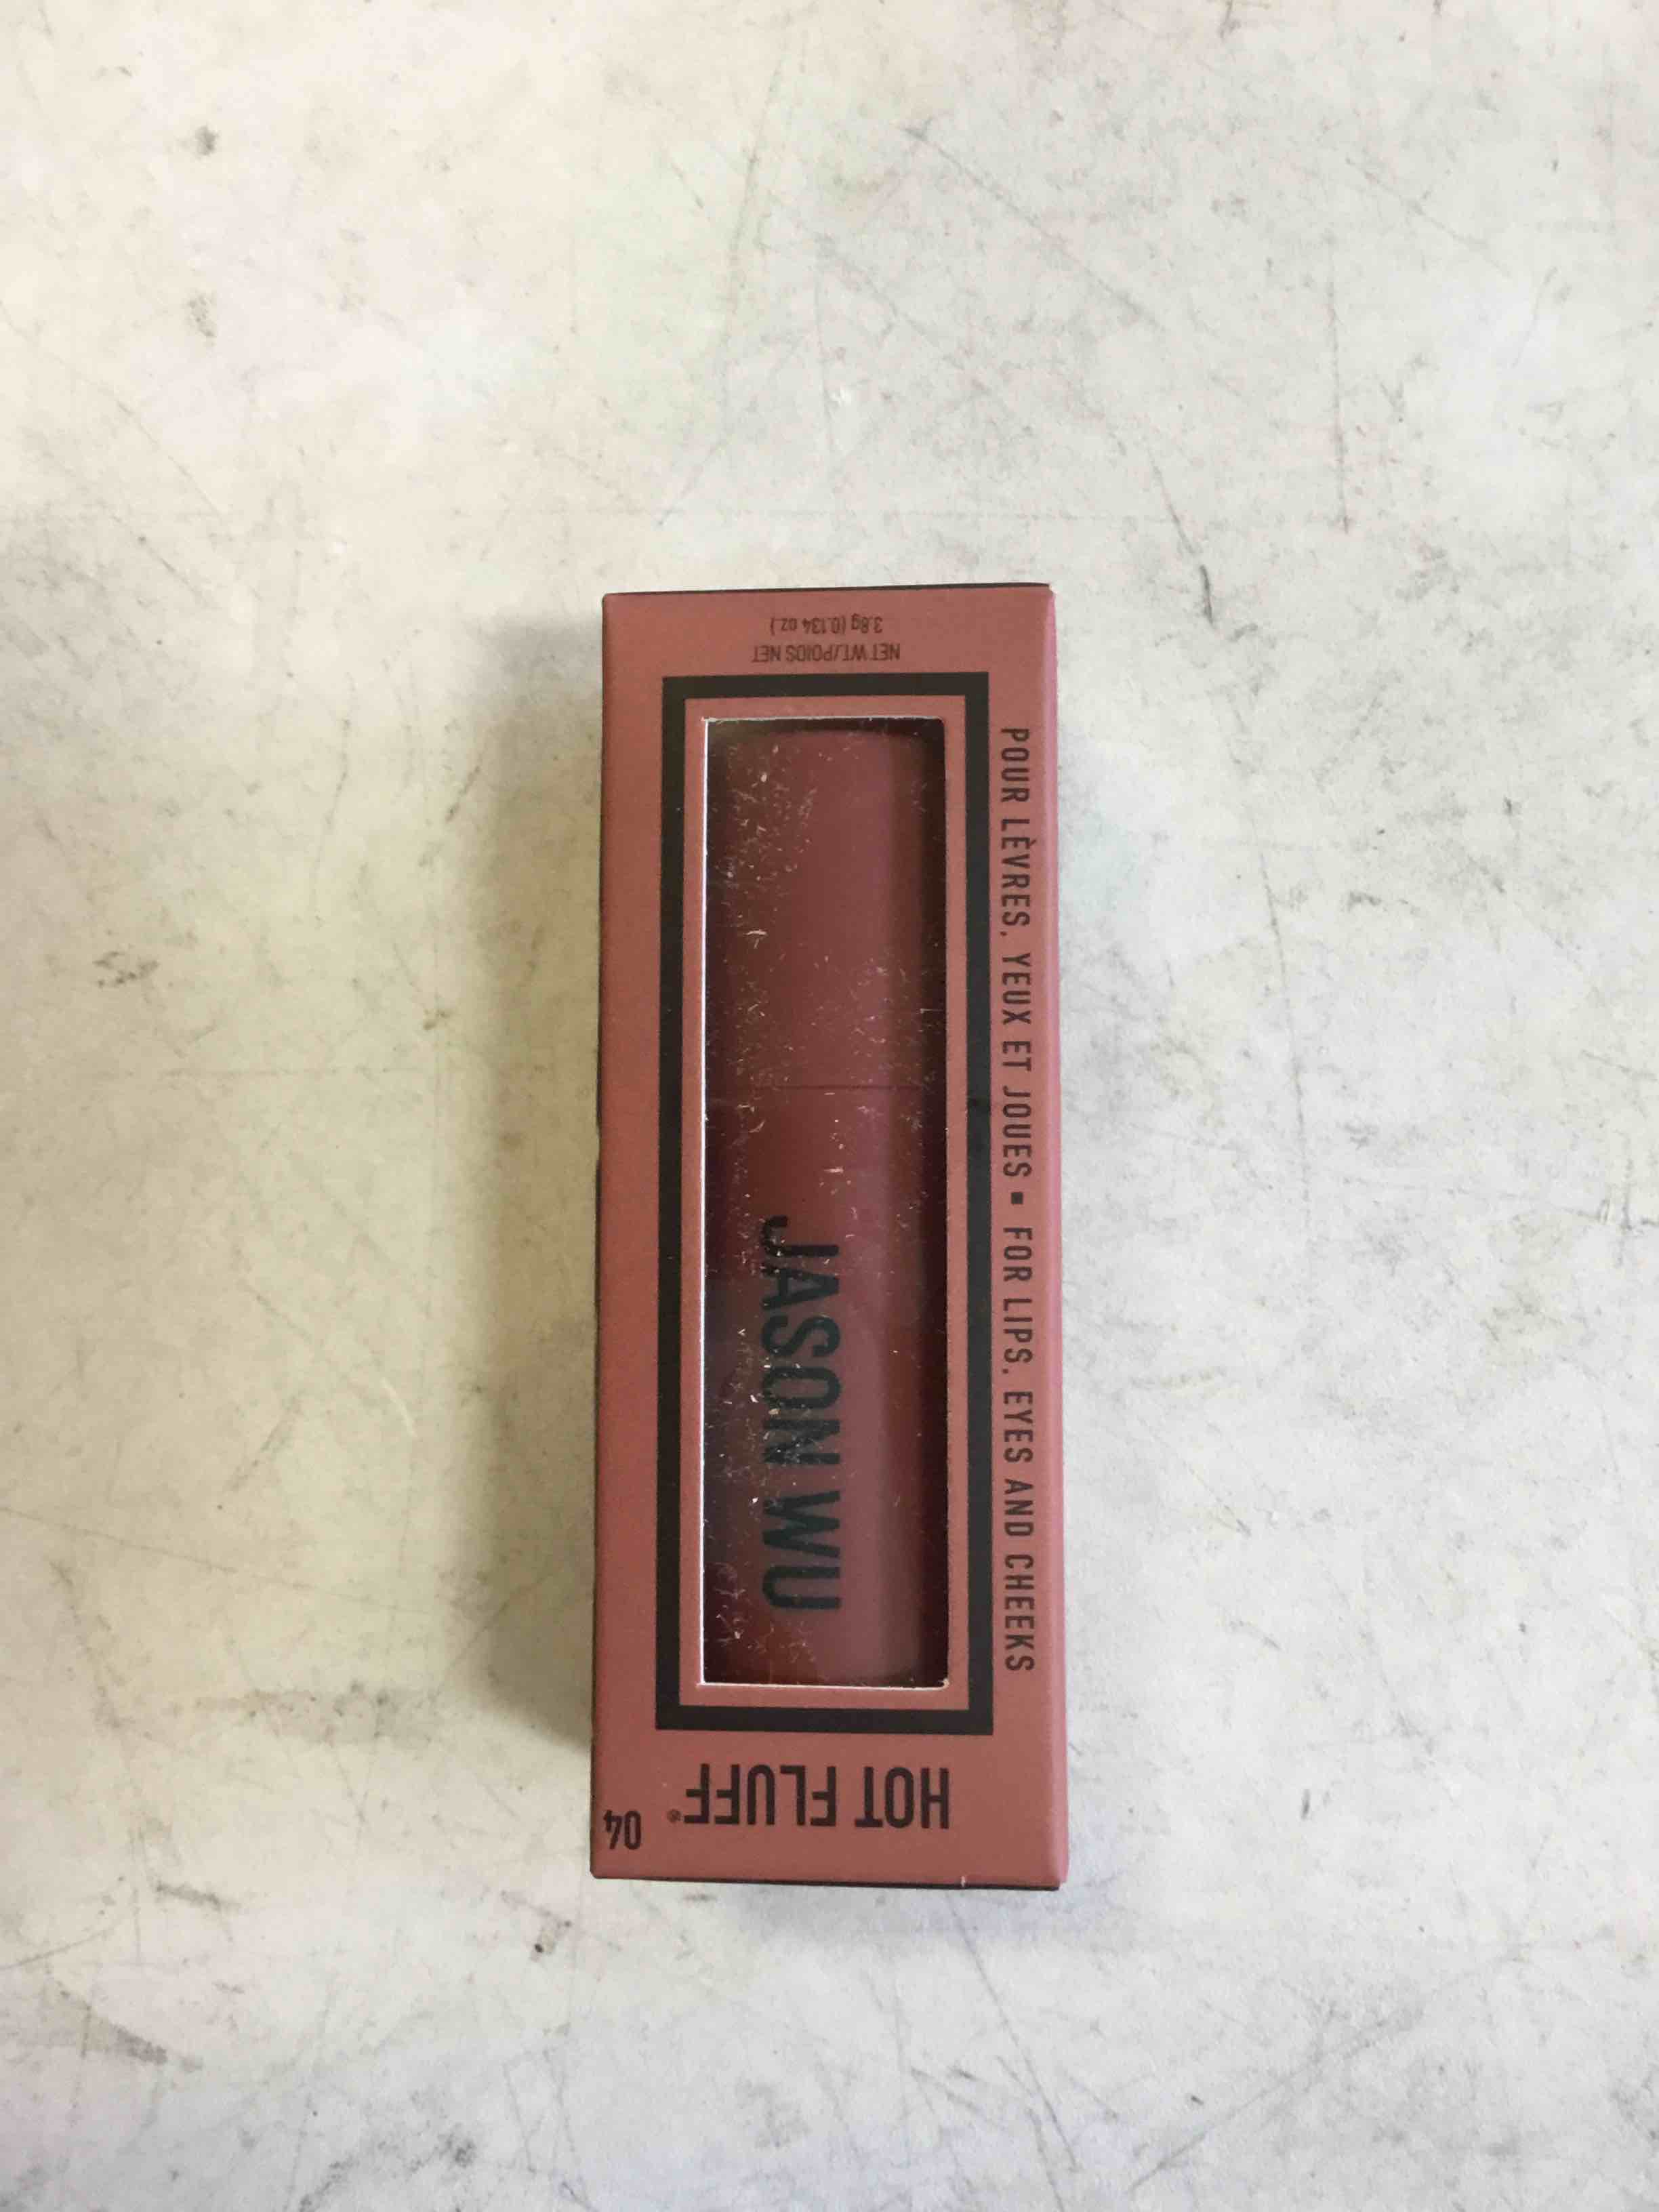 HOT FLUFF®
04
JASON WU
POUR LÈVRES, YEUX ET JOUES ▪ FOR LIPS, EYES AND CHEEKS
NET WT./POIDS NET
3.8g (0.134 oz.)